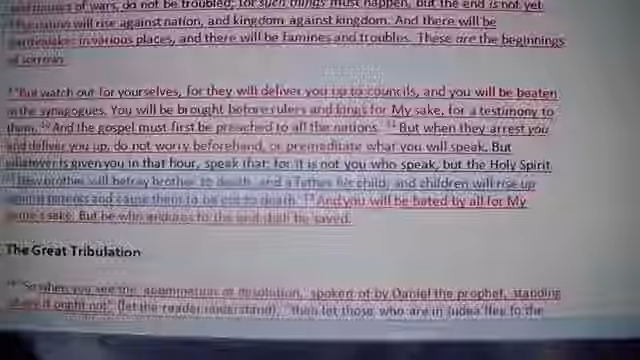 rumors of wars, do not be troubled; for such things must happen, but the end is not yet
nation will rise against nation, and kingdom against kingdom. And there will be
earthquakes in various places, and there will be famines and troubles. These are the beginnings
of sorrows
"But watch out for yourselves, for they will deliver you up to councils, and you will be beaten
in the synagogues. You will be brought before rulers and kings for My sake, for a testimony to
them. And the gospel must first be preached to all the nations. But when they arrest you
and deliver you up, do not worry beforehand, or premeditate what you will speak. But
whatever is given you in that hour, speak that; for it is not you who speak, but the Holy Spirit.
Now brother will betray brother to death, and a father his child; and children will rise up
against parents and cause them to be put to death. And you will be hated by all for My
name's sake. But he who endures to the end shall be saved.
The Great Tribulation
"So when you see the 'abomination of desolation,' spoken of by Daniel the prophet, standing
where it ought not" (let the reader understand), "then let those who are in Judea flee to the